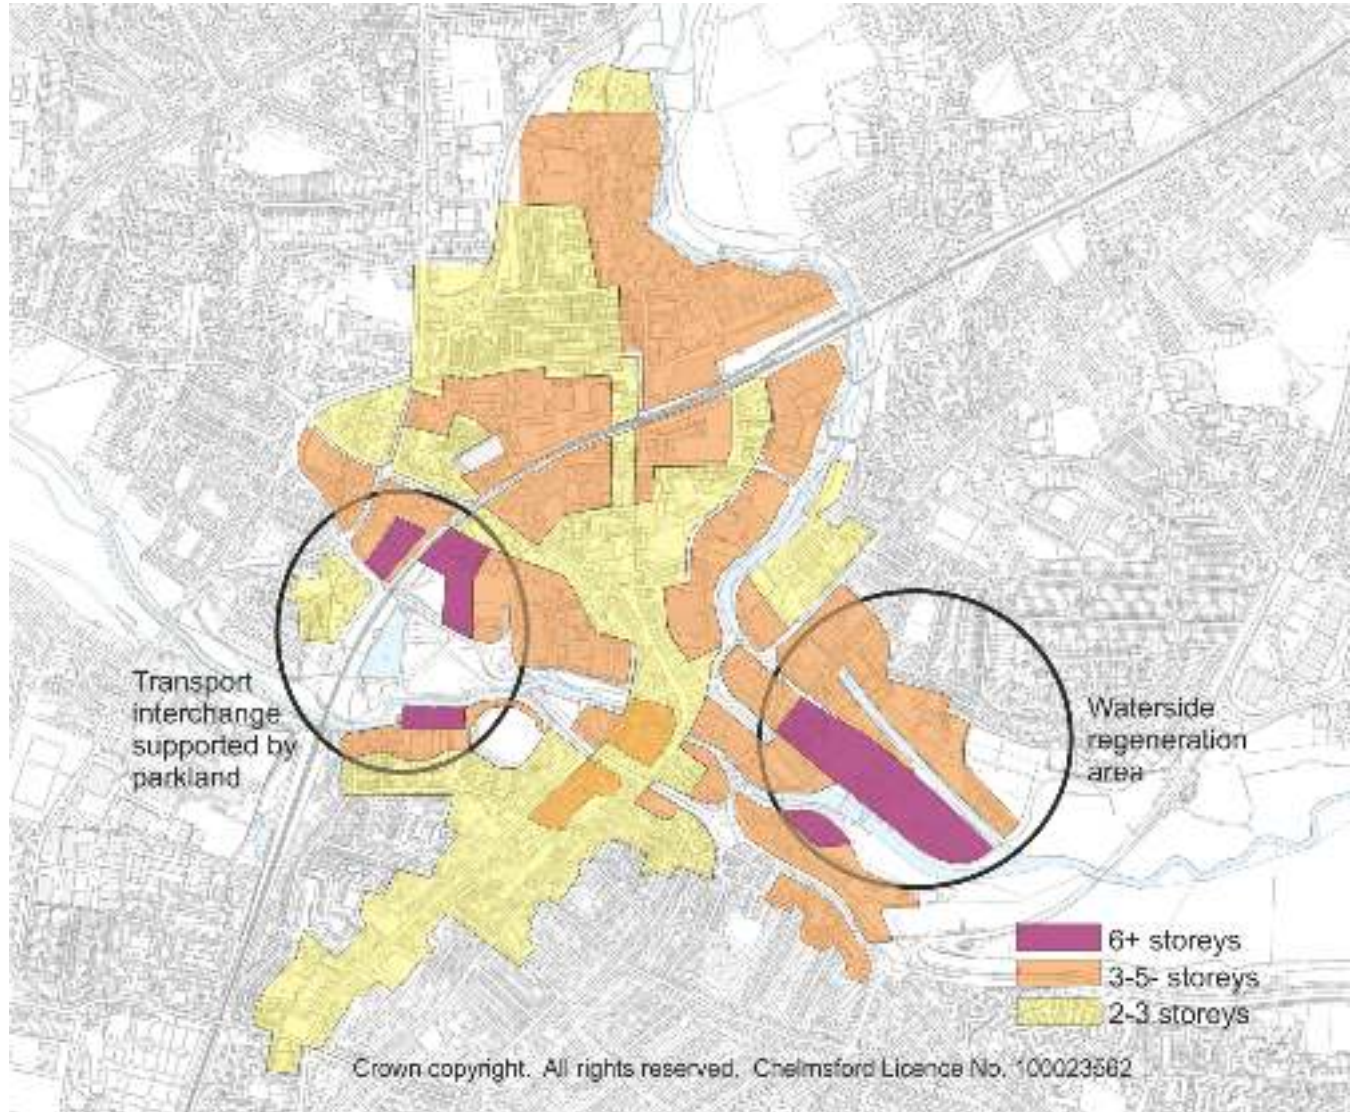 Transport
interchange
supported by
parkland
Waterside
regeneration
area
6+ storeys
3-5- storeys
2-3 storeys
Crown copyright. All rights reserved. Chelmsford Licence No. 100023562